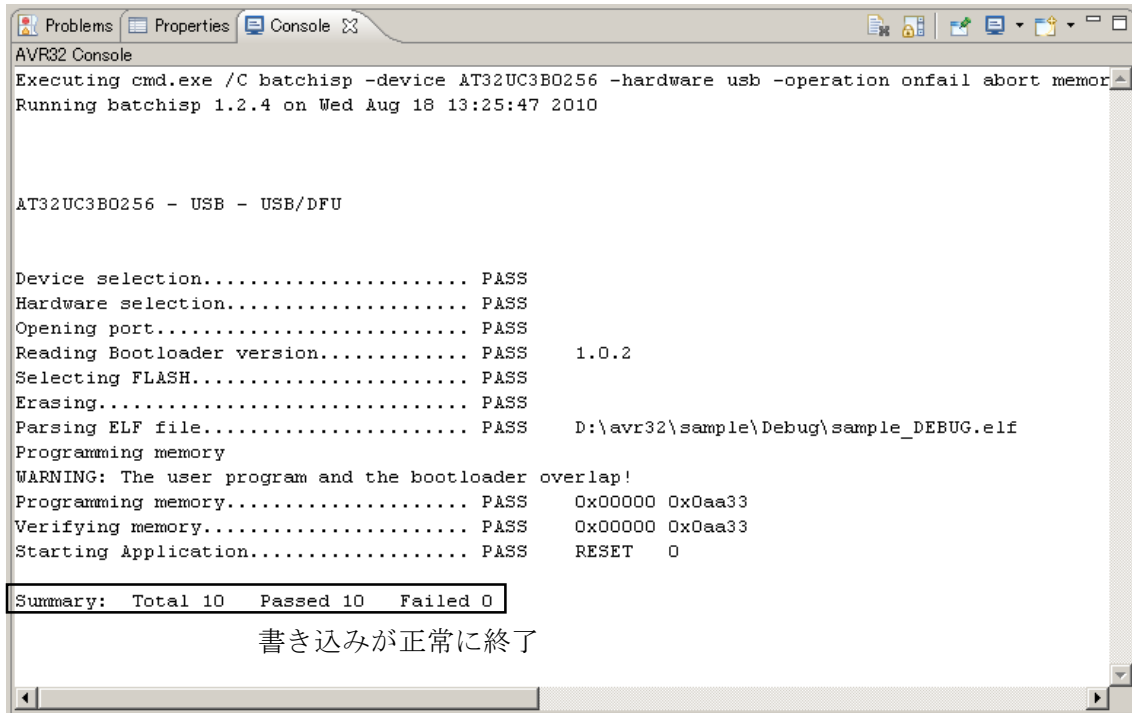 Problems Properties Console
AVR32 Console
Executing cmd.exe /C batchisp -device AT32UC3B0256 -hardware usb -operation onfail abort memor
Running batchisp 1.2.4 on Wed Aug 18 13:25:47 2010
AT32UC3B0256 - USB - USB/DFU
Device selection....................... PASS
Hardware selection..................... PASS
Opening port........................... PASS
Reading Bootloader version............. PASS    1.0.2
Selecting FLASH........................ PASS
Erasing................................ PASS
Parsing ELF file....................... PASS    D:\avr32\sample\Debug\sample_DEBUG.elf
Programming memory
WARNING: The user program and the bootloader overlap!
Programming memory..................... PASS    0x00000 0x0aa33
Verifying memory....................... PASS    0x00000 0x0aa33
Starting Application................... PASS    RESET   0
Summary:  Total 10   Passed 10   Failed 0
書き込みが正常に終了